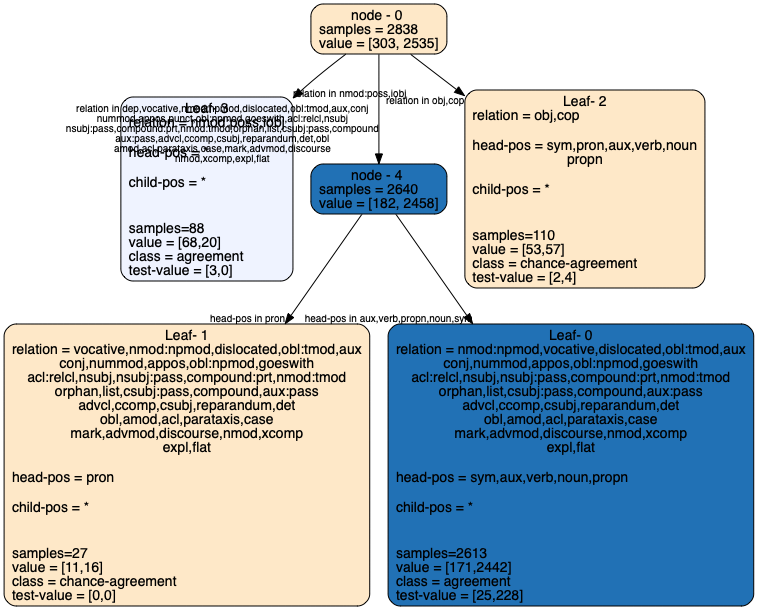 node - 0
samples = 2838
value = [303, 2535]
relation in nmod:poss,iobj
relation in obj,cop
relation in dep,vocative,nmod:npmod,dislocated,obl:tmod,aux,conj
nummod,appos,punct,obl:npmod,goeswith,acl:relcl,nsubj
nsubj:pass,compound:prt,nmod:tmod,orphan,list,csubj:pass,compound
aux:pass,advcl,ccomp,csubj,reparandum,det,obl
amod,acl,parataxis,case,mark,advmod,discourse
nmod,xcomp,expl,flat
Leaf- 3
relation = nmod:poss,iobj
head-pos =
child-pos = *
samples=88
value = [68,20]
class = agreement
test-value = [3,0]
node - 4
samples = 2640
value = [182, 2458]
Leaf- 2
relation = obj,cop
head-pos = sym,pron,aux,verb,noun
propn
child-pos = *
samples=110
value = [53,57]
class = chance-agreement
test-value = [2,4]
head-pos in pron
head-pos in aux,verb,propn,noun,sym
Leaf- 1
relation = vocative,nmod:npmod,dislocated,obl:tmod,aux
conj,nummod,appos,obl:npmod,goeswith
acl:relcl,nsubj,nsubj:pass,compound:prt,nmod:tmod
orphan,list,csubj:pass,compound,aux:pass
advcl,ccomp,csubj,reparandum,det
obl,amod,acl,parataxis,case
mark,advmod,discourse,nmod,xcomp
expl,flat
head-pos = pron
child-pos = *
samples=27
value = [11,16]
class = chance-agreement
test-value = [0,0]
Leaf- 0
relation = nmod:npmod,vocative,dislocated,obl:tmod,aux
conj,nummod,appos,obl:npmod,goeswith
acl:relcl,nsubj,nsubj:pass,compound:prt,nmod:tmod
orphan,list,csubj:pass,compound,aux:pass
advcl,ccomp,csubj,reparandum,det
obl,amod,acl,parataxis,case
mark,advmod,discourse,nmod,xcomp
expl,flat
head-pos = sym,aux,verb,noun,propn
child-pos = *
samples=2613
value = [171,2442]
class = agreement
test-value = [25,228]